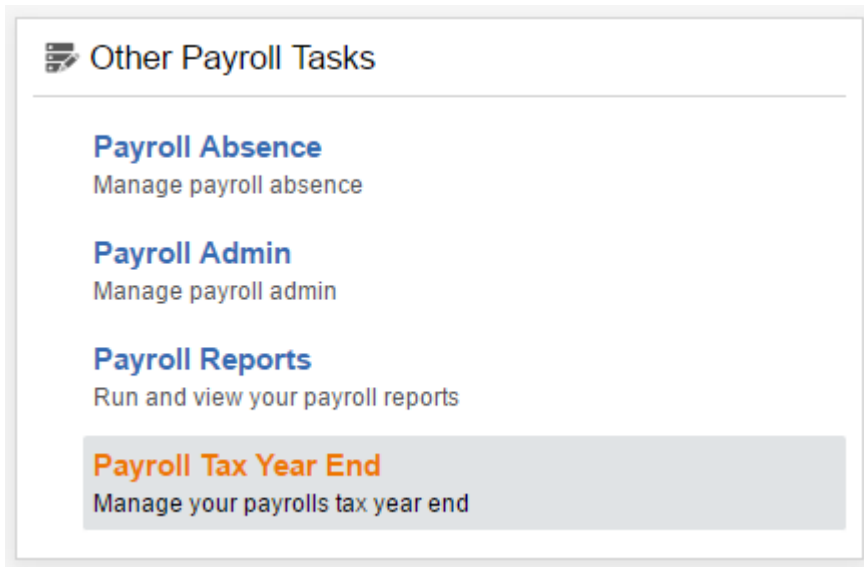 Other Payroll Tasks
Payroll Absence
Manage payroll absence
Payroll Admin
Manage payroll admin
Payroll Reports
Run and view your payroll reports
Payroll Tax Year End
Manage your payrolls tax year end